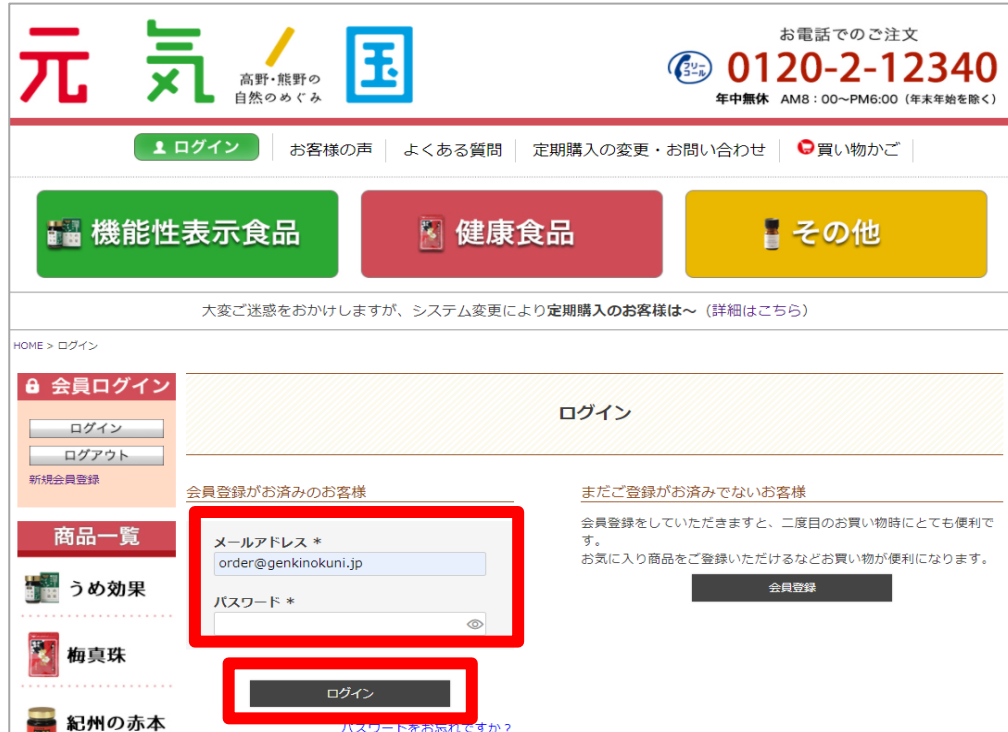 元気ノ国
高野・熊野の
自然のめぐみ
お電話でのご注文
フリーコール 0120-2-12340
年中無休 AM8：00～PM6:00（年末年始を除く）
ログイン お客様の声 よくある質問 定期購入の変更・お問い合わせ 買い物かご
機能性表示食品 健康食品 その他
大変ご迷惑をおかけしますが、システム変更により定期購入のお客様は～（詳細はこちら）
HOME > ログイン
会員ログイン
ログイン
ログアウト
新規会員登録
商品一覧
うめ効果
梅真珠
紀州の赤本
ログイン
会員登録がお済みのお客様
メールアドレス *
order@genkinokuni.jp
パスワード *
ログイン
パスワードをお忘れですか？
まだご登録がお済みでないお客様
会員登録をしていただきますと、二度目のお買い物時にとても便利で
す。
お気に入り商品をご登録いただけるなどお買い物が便利になります。
会員登録